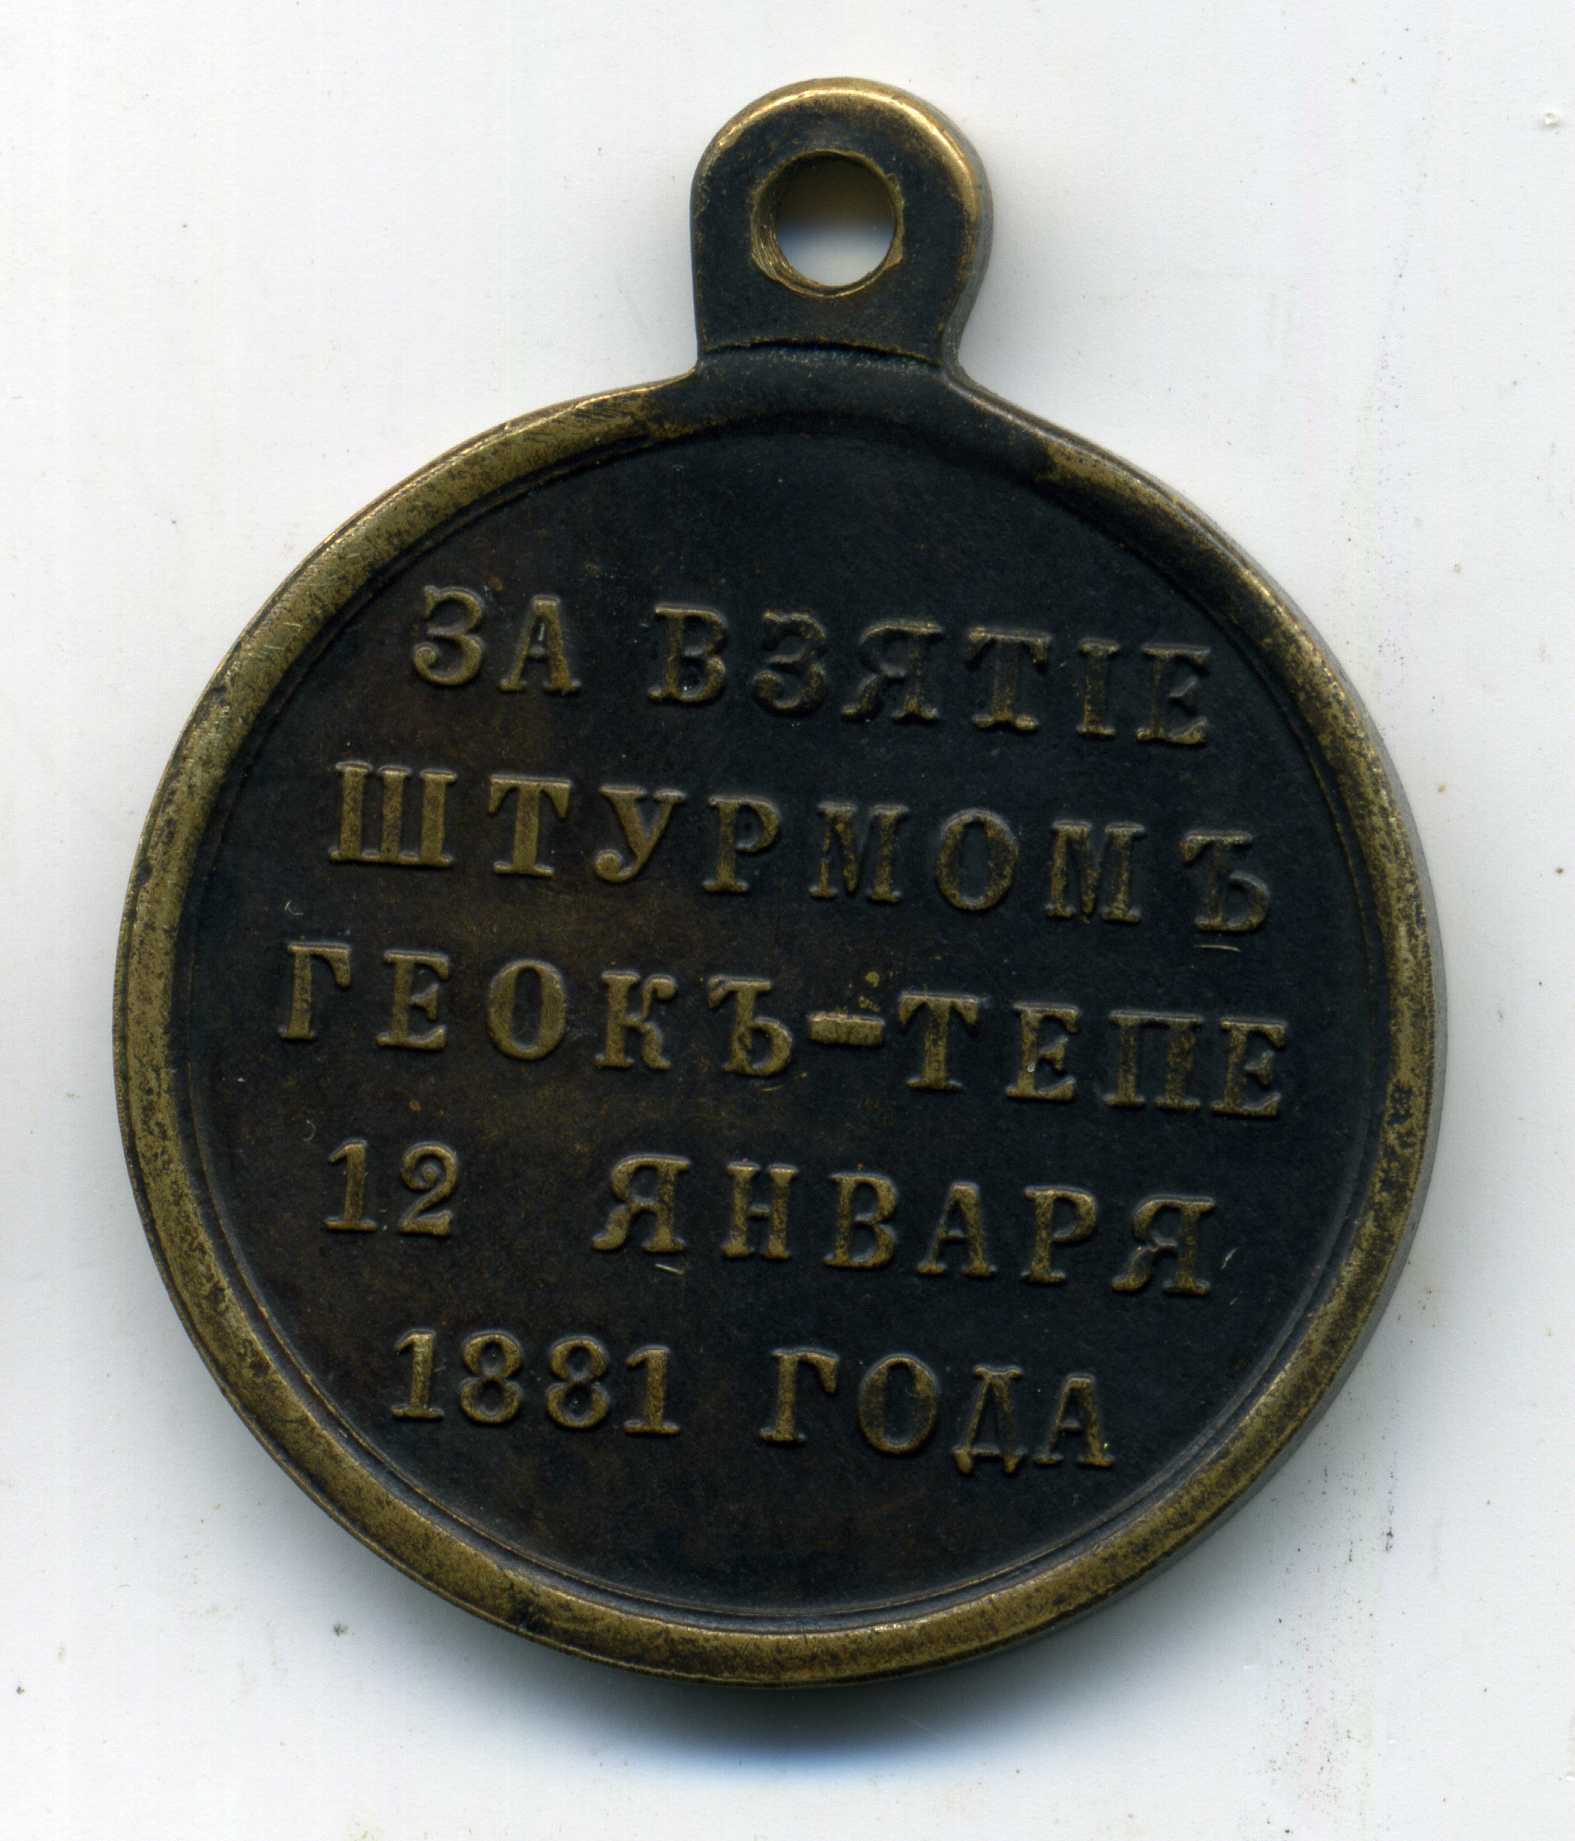 ЗА ВЗЯТІЕ
ШТУРМОМЪ
ГЕОКЪ-ТЕПЕ
12 ЯНВАРЯ
1881 ГОДА